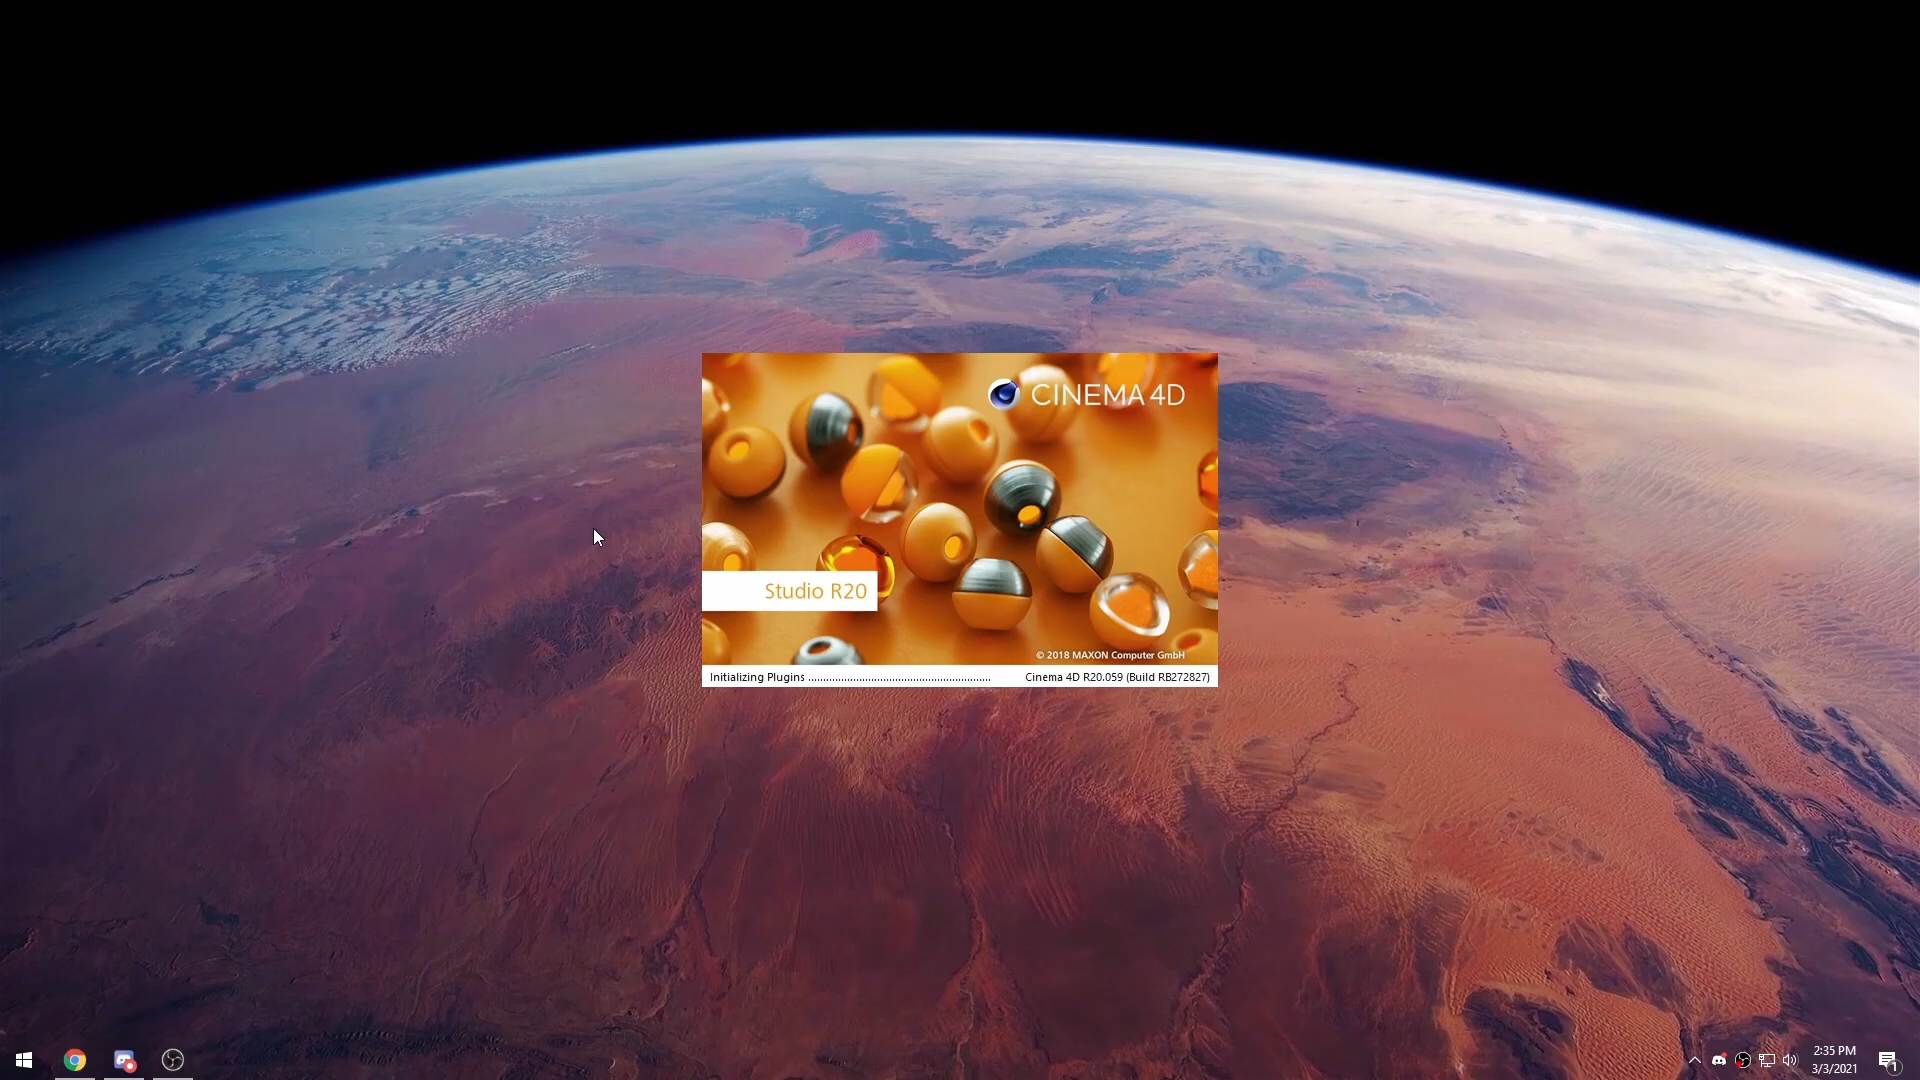 CINEMA 4D
Studio R20
© 2018 MAXON Computer GmbH
Initializing Plugins ............................................................. Cinema 4D R20.059 (Build RB272827)
2:35 PM
3/3/2021
1